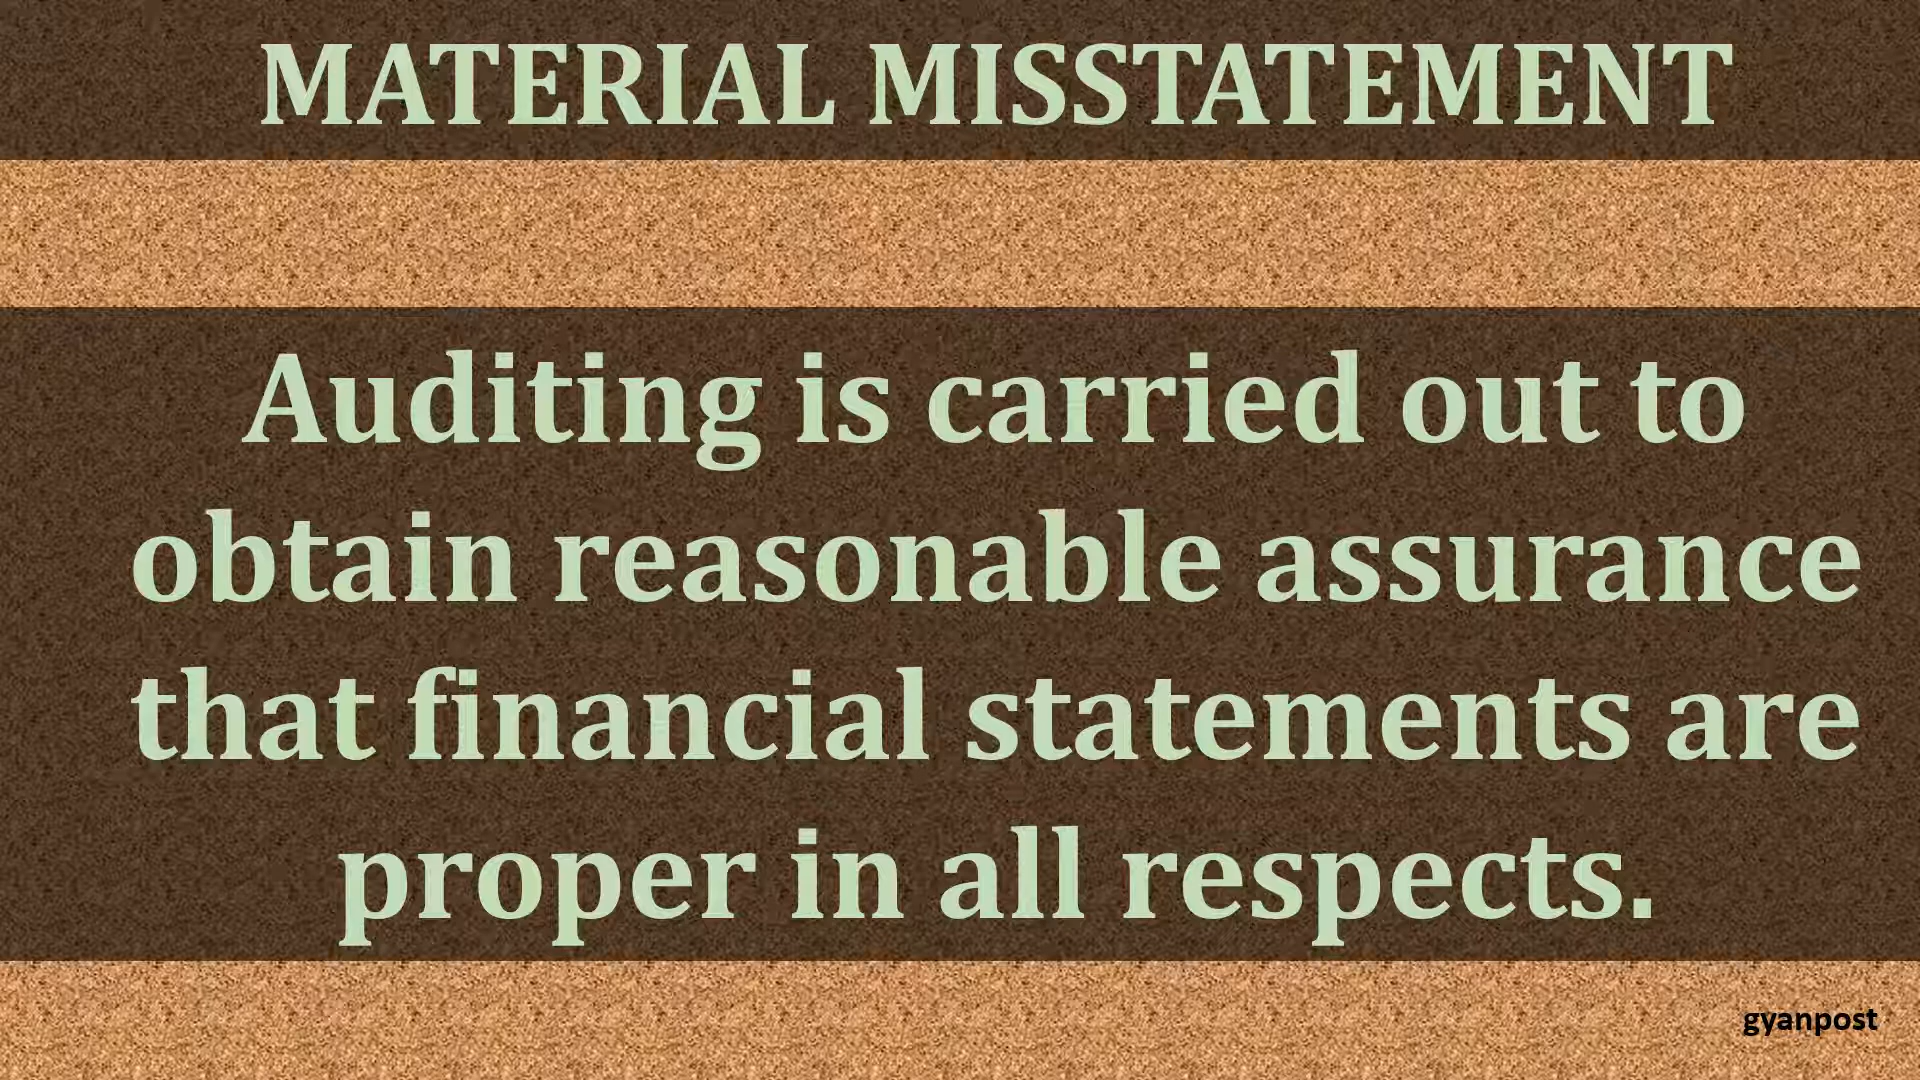 MATERIAL MISSTATEMENT
Auditing is carried out to
obtain reasonable assurance
that financial statements are
proper in all respects.
gyanpost